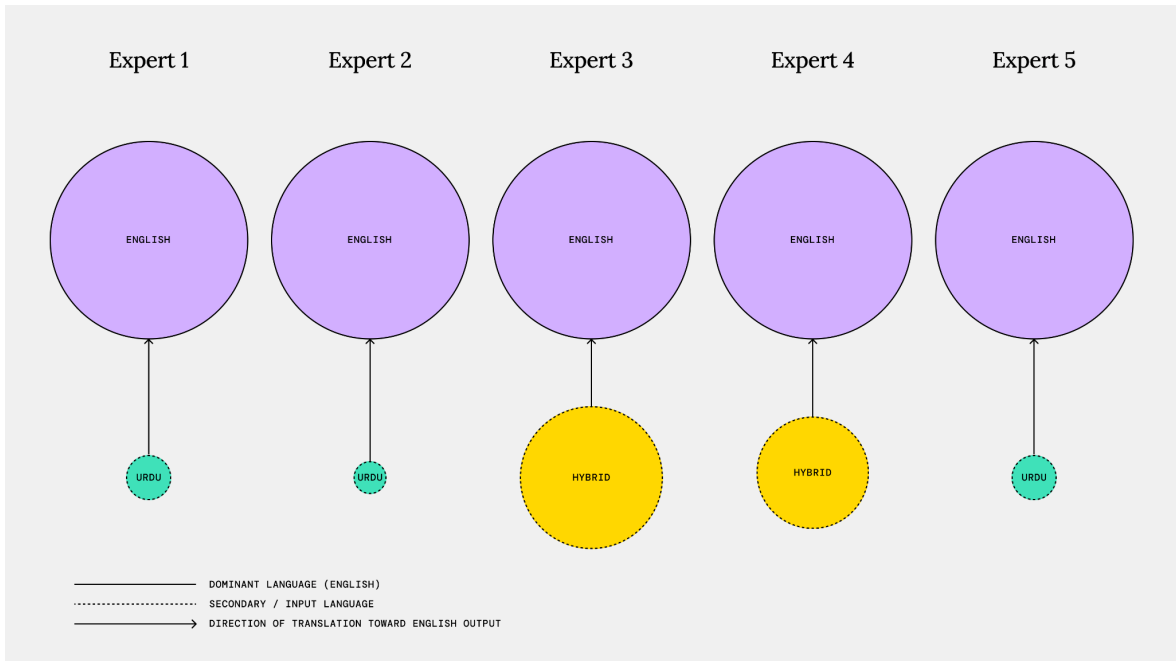 Expert 1
Expert 2
Expert 3
Expert 4
Expert 5
ENGLISH
ENGLISH
ENGLISH
ENGLISH
ENGLISH
URDU
URDU
HYBRID
HYBRID
URDU
DOMINANT LANGUAGE (ENGLISH)
SECONDARY / INPUT LANGUAGE
DIRECTION OF TRANSLATION TOWARD ENGLISH OUTPUT